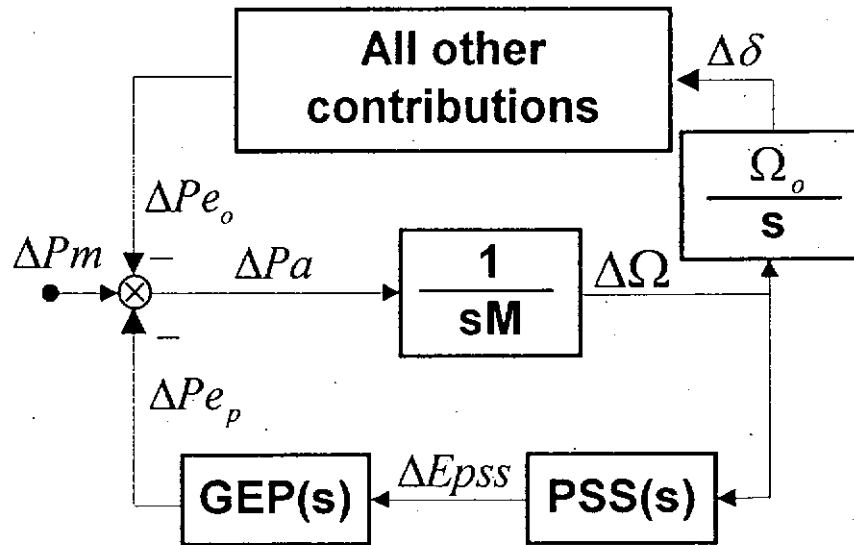 All other
contributions
Δδ
Ω_o
s
ΔPe_o
ΔPm
−
ΔPa
1
sM
ΔΩ
−
ΔPe_p
GEP(s)
ΔEpss
PSS(s)